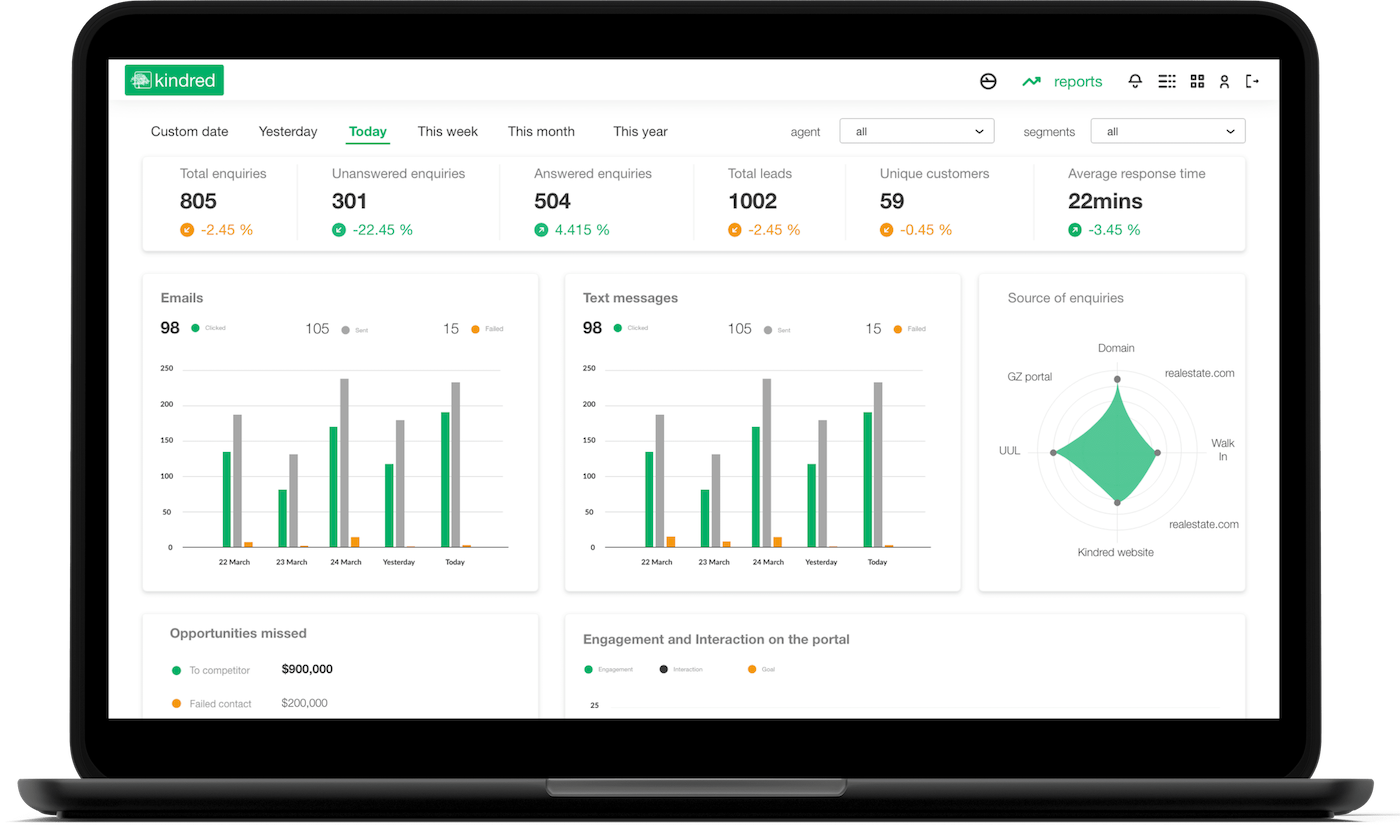 kindred
reports
Custom date Yesterday Today This week This month This year agent all segments all
Total enquiries Unanswered enquiries Answered enquiries Total leads Unique customers Average response time
805 301 504 1002 59 22mins
-2.45 % -22.45 % 4.415 % -2.45 % -0.45 % -3.45 %
Emails
98 Clicked 105 Sent 15 Failed
250
200
150
100
50
0
22 March 23 March 24 March Yesterday Today
Text messages
98 Clicked 105 Sent 15 Failed
250
200
150
100
50
0
22 March 23 March 24 March Yesterday Today
Source of enquiries
Domain
realestate.com
GZ portal
UUL
Walk
In
realestate.com
Kindred website
Opportunities missed
To competitor $900,000
Failed contact $200,000
Engagement and Interaction on the portal
Engagement Interaction Goal
25